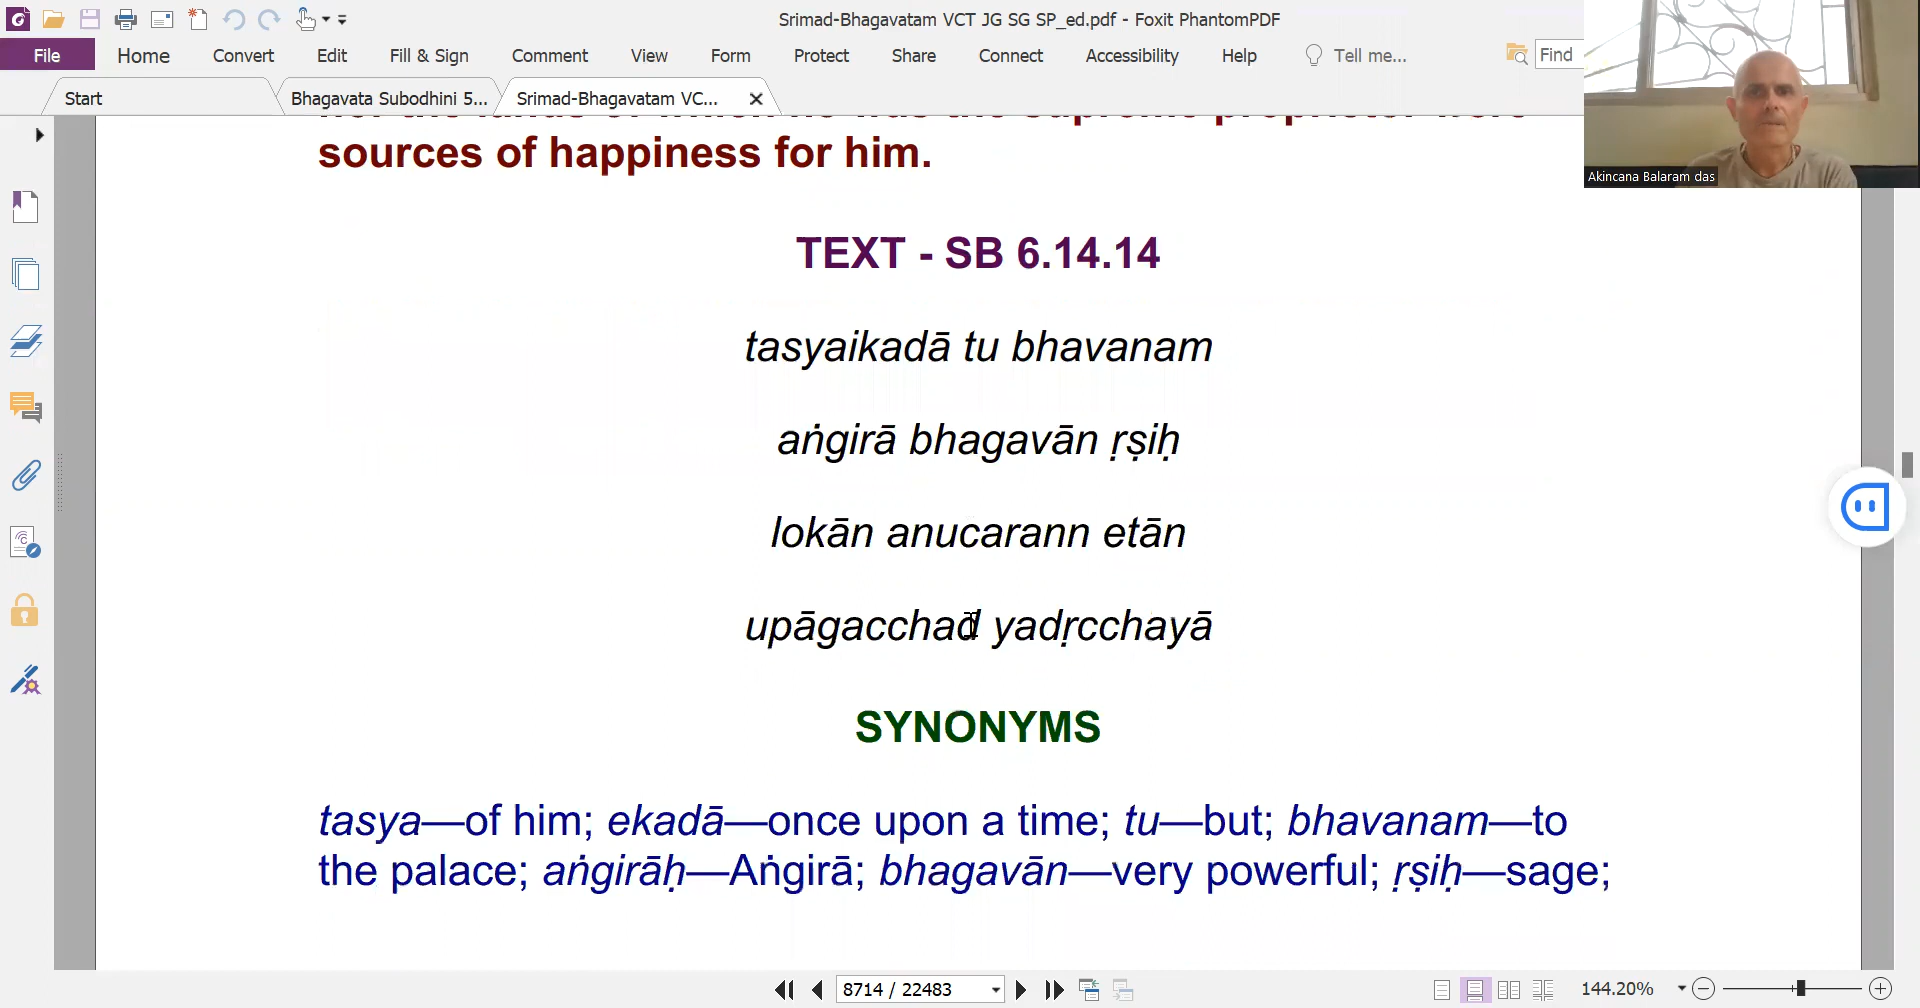 Srimad-Bhagavatam VCT JG SG SP_ed.pdf - Foxit PhantomPDF
File Home Convert Edit Fill & Sign Comment View Form Protect Share Connect Accessibility Help Tell me... Find
Start Bhagavata Subodhini 5... Srimad-Bhagavatam VC...
sources of happiness for him.
Akincana Balaram das
TEXT - SB 6.14.14
tasyaikadā tu bhavanam
aṅgirā bhagavān ṛṣiḥ
lokān anucarann etān
upāgacchad yadṛcchayā
SYNONYMS
tasya—of him; ekadā—once upon a time; tu—but; bhavanam—to
the palace; aṅgirāḥ—Aṅgirā; bhagavān—very powerful; ṛṣiḥ—sage;
8714 / 22483
144.20%